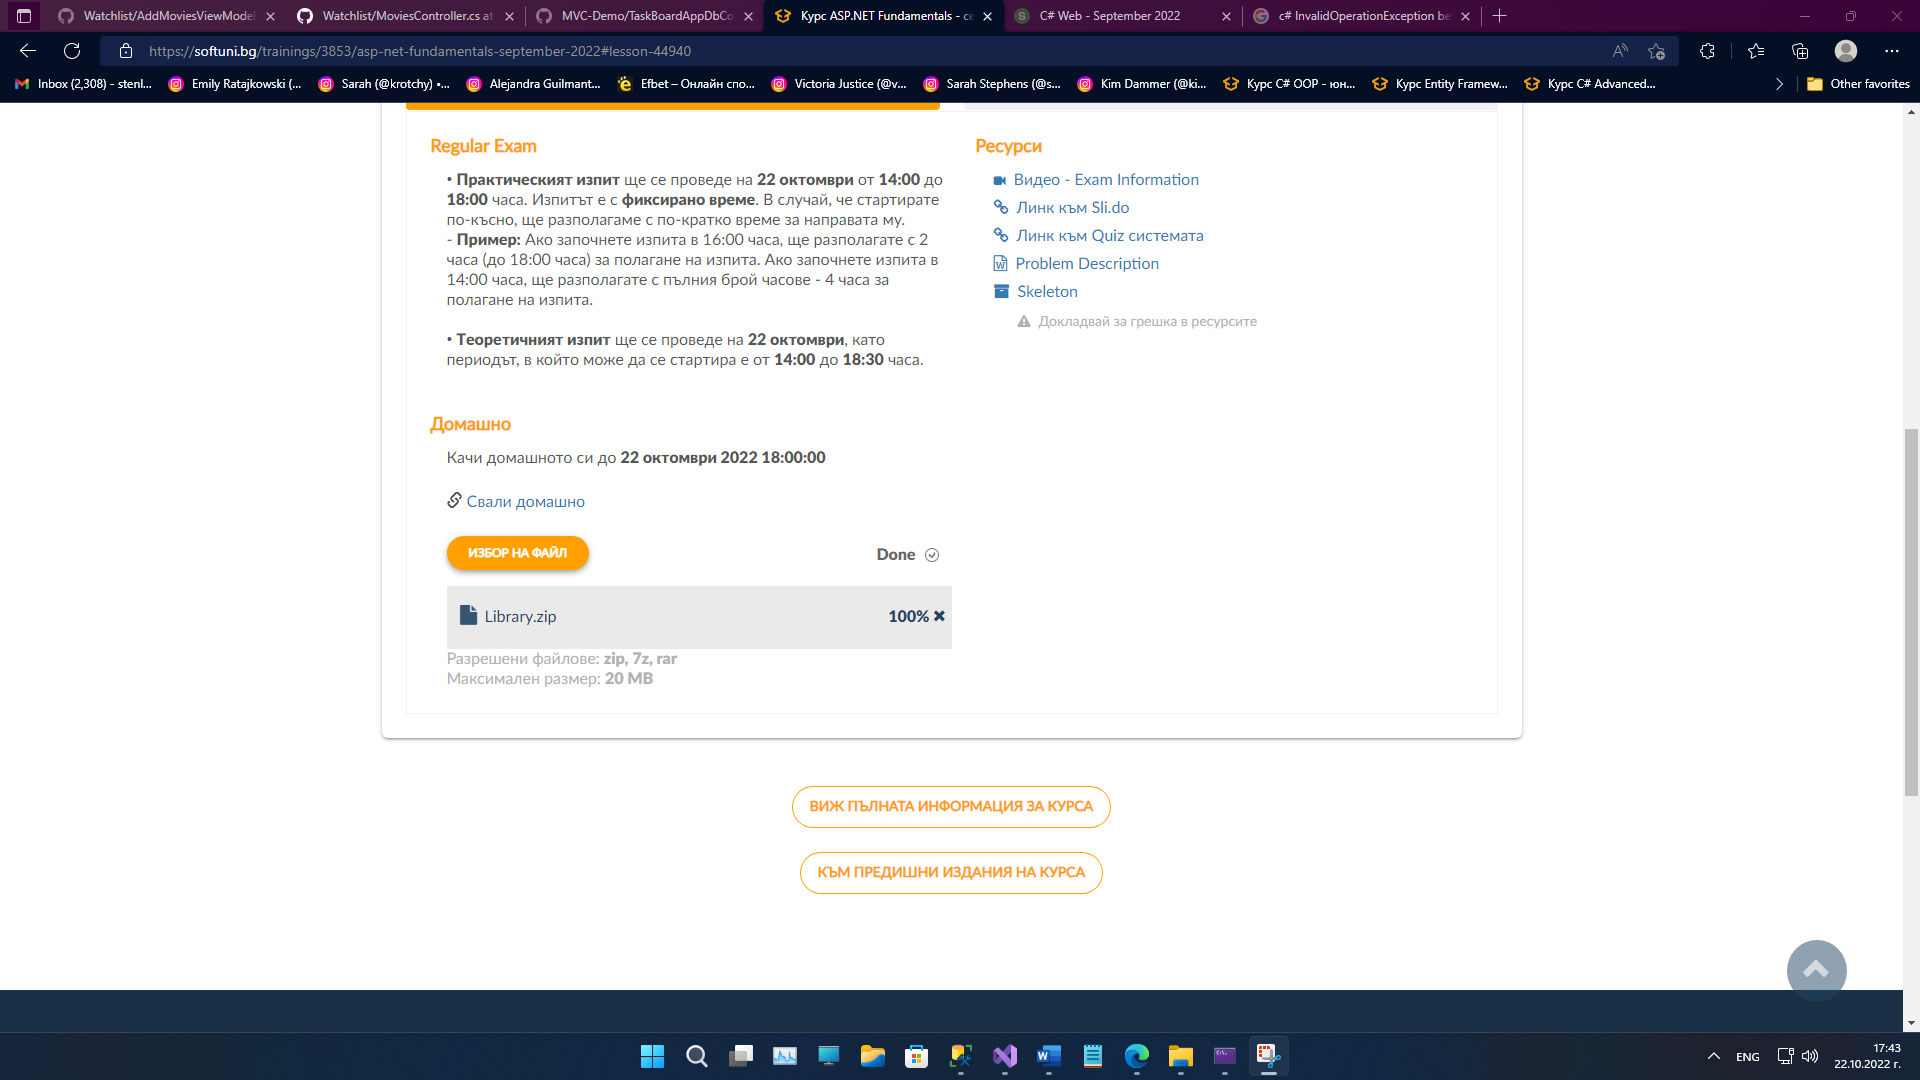 Watchlist/AddMoviesViewModel
Watchlist/MoviesController.cs at
MVC-Demo/TaskBoardAppDbCo
Курс ASP.NET Fundamentals - се
C# Web - September 2022
c# InvalidOperationException be
https://softuni.bg/trainings/3853/asp-net-fundamentals-september-2022#lesson-44940
Inbox (2,308) - stenl...
Emily Ratajkowski (...
Sarah (@krotchy) •...
Alejandra Guilmant...
Efbet – Онлайн спо...
Victoria Justice (@v...
Sarah Stephens (@s...
Kim Dammer (@ki...
Курс C# OOP - юн...
Курс Entity Framew...
Курс C# Advanced...
Other favorites
Regular Exam
• Практическият изпит ще се проведе на 22 октомври от 14:00 до
18:00 часа. Изпитът е с фиксирано време. В случай, че стартирате
по-късно, ще разполагаме с по-кратко време за направата му.
- Пример: Ако започнете изпита в 16:00 часа, ще разполагате с 2
часа (до 18:00 часа) за полагане на изпита. Ако започнете изпита в
14:00 часа, ще разполагате с пълния брой часове - 4 часа за
полагане на изпита.
• Теоретичният изпит ще се проведе на 22 октомври, като
периодът, в който може да се стартира е от 14:00 до 18:30 часа.
Ресурси
Видео - Exam Information
Линк към Sli.do
Линк към Quiz системата
Problem Description
Skeleton
Докладвай за грешка в ресурсите
Домашно
Качи домашното си до 22 октомври 2022 18:00:00
Свали домашно
ИЗБОР НА ФАЙЛ
Done
Library.zip
100%
Разрешени файлове: zip, 7z, rar
Максимален размер: 20 MB
ВИЖ ПЪЛНАТА ИНФОРМАЦИЯ ЗА КУРСА
КЪМ ПРЕДИШНИ ИЗДАНИЯ НА КУРСА
ENG
17:43
22.10.2022 г.